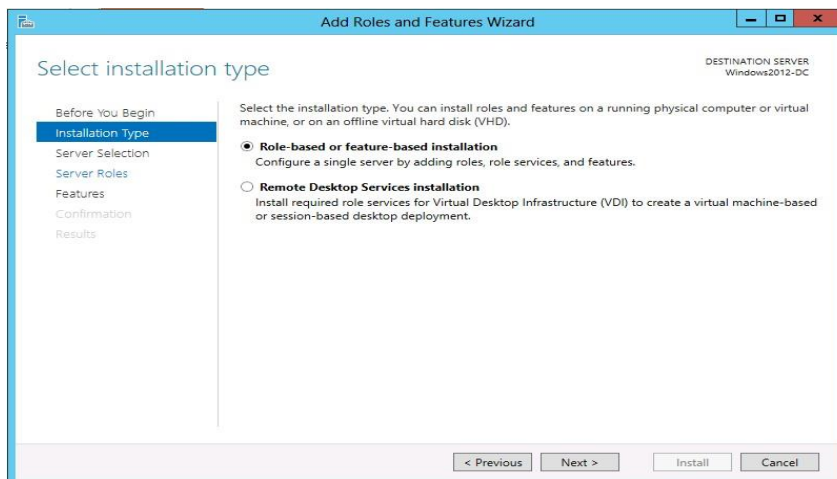 Add Roles and Features Wizard
Select installation type
DESTINATION SERVER
Windows2012-DC
Before You Begin
Installation Type
Server Selection
Server Roles
Features
Confirmation
Results
Select the installation type. You can install roles and features on a running physical computer or virtual
machine, or on an offline virtual hard disk (VHD).
Role-based or feature-based installation
Configure a single server by adding roles, role services, and features.
Remote Desktop Services installation
Install required role services for Virtual Desktop Infrastructure (VDI) to create a virtual machine-based
or session-based desktop deployment.
< Previous
Next >
Install
Cancel